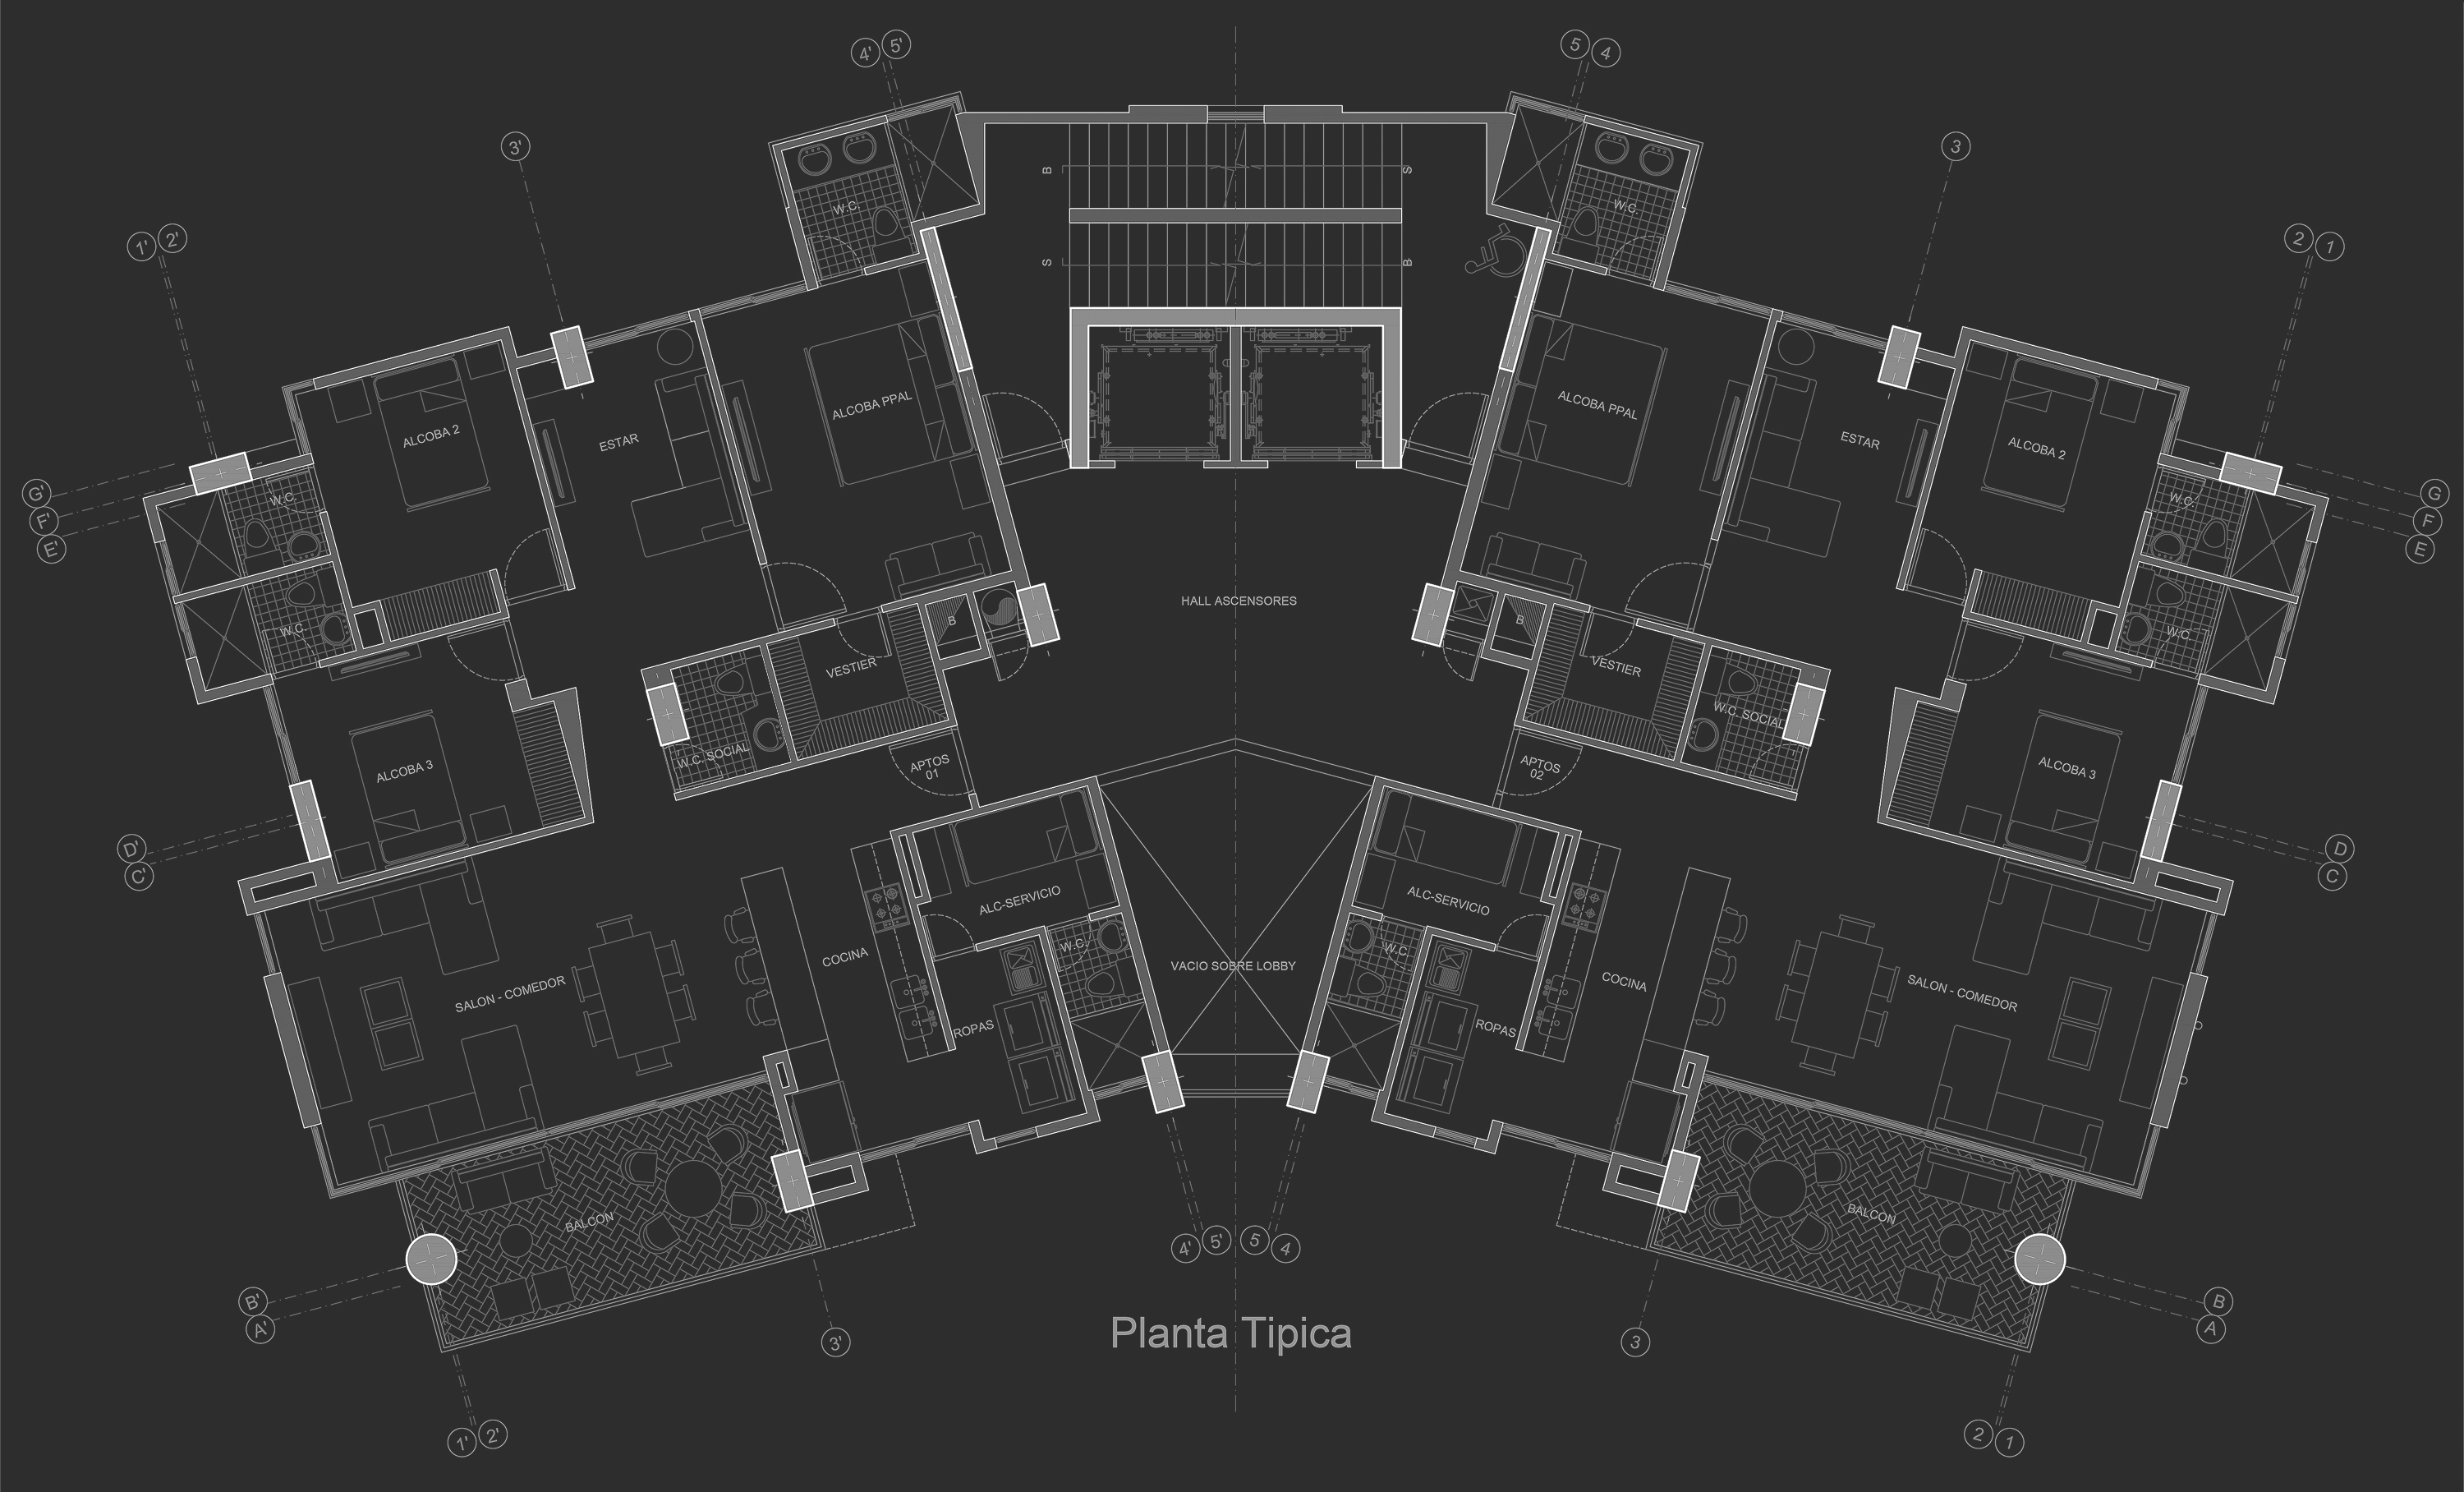 4'
5'
5
4
3'
3
1'
2'
2
1
B
S
S
B
W.C.
W.C.
ALCOBA PPAL
ALCOBA PPAL
ALCOBA 2
ESTAR
ESTAR
ALCOBA 2
G'
F'
E'
G
F
E
W.C.
W.C.
W.C.
W.C.
HALL ASCENSORES
B
B
VESTIER
VESTIER
W.C. SOCIAL
W.C. SOCIAL
APTOS
01
APTOS
02
ALCOBA 3
ALCOBA 3
D'
C'
D
C
ALC-SERVICIO
ALC-SERVICIO
W.C.
W.C.
COCINA
COCINA
VACIO SOBRE LOBBY
SALON - COMEDOR
SALON - COMEDOR
ROPAS
ROPAS
BALCON
BALCON
4'
5'
5
4
B'
A'
B
A
3'
Planta Tipica
3
1'
2'
2
1